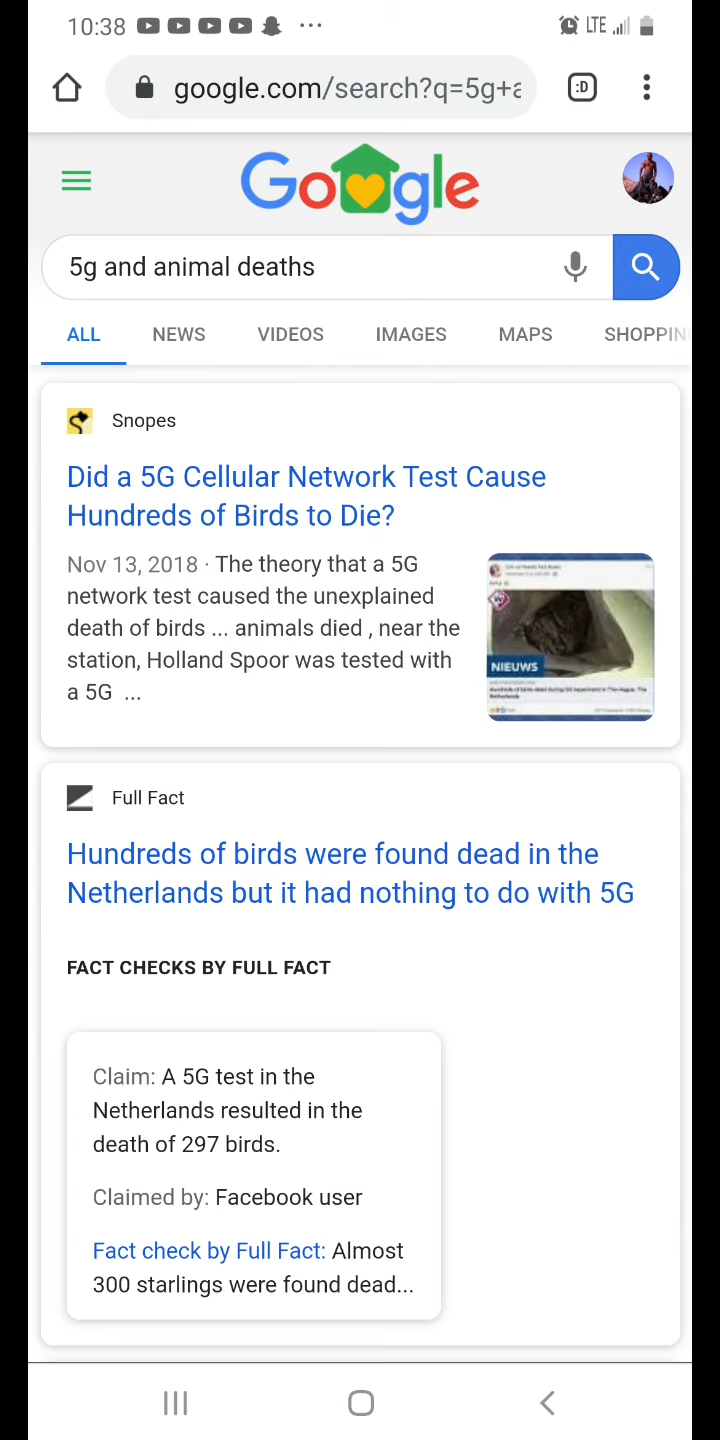 10:38 ... LTE
google.com/search?q=5g+a :D
Google
5g and animal deaths
ALL NEWS VIDEOS IMAGES MAPS SHOPPIN
Snopes
Did a 5G Cellular Network Test Cause
Hundreds of Birds to Die?
Nov 13, 2018 · The theory that a 5G
network test caused the unexplained
death of birds ... animals died , near the
station, Holland Spoor was tested with
a 5G ...
NIEUWS
Full Fact
Hundreds of birds were found dead in the
Netherlands but it had nothing to do with 5G
FACT CHECKS BY FULL FACT
Claim: A 5G test in the
Netherlands resulted in the
death of 297 birds.
Claimed by: Facebook user
Fact check by Full Fact: Almost
300 starlings were found dead...